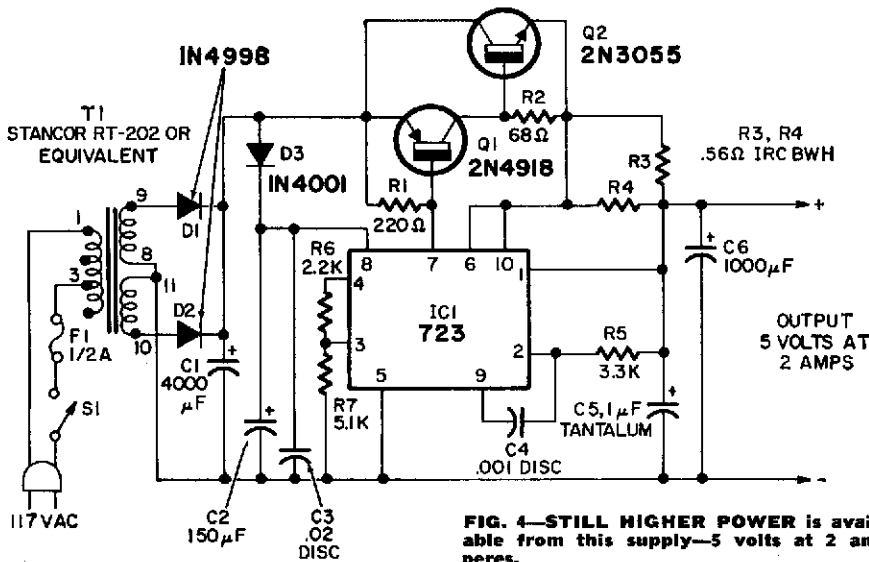 IN4998
T1
STANCOR RT-202 OR
EQUIVALENT
Q2
2N3055
R2
68Ω
Q1
2N4918
D3
IN4001
R1
220Ω
R3
R3, R4
.56Ω IRC BWH
R4
9
1
8
3
11
10
D1
D2
F1
1/2A
S1
117 VAC
C1
4000
µF
R6
2.2K
R7
5.1K
8
7
6
10
4
3
5
9
1
2
IC1
723
R5
3.3K
C6
1000µF
OUTPUT
5 VOLTS AT
2 AMPS
C5, 1µF
TANTALUM
C4
.001 DISC
C2
150µF
C3
.02
DISC
+
+
+
+
+
-
FIG. 4—STILL HIGHER POWER is avail-
able from this supply—5 volts at 2 am-
peres.